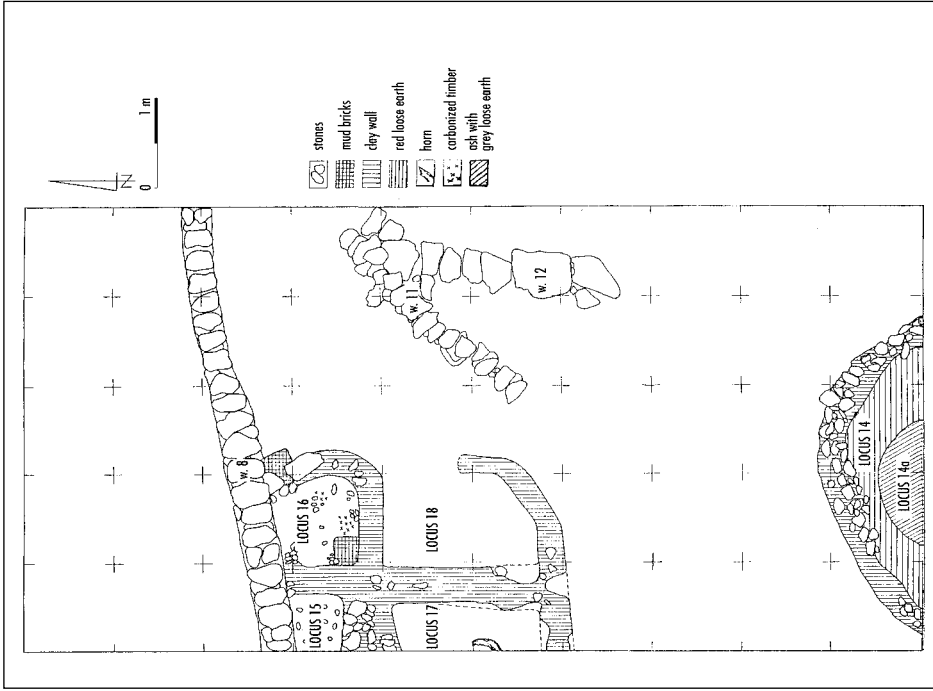 N
0 1 m
stones
mud bricks
clay wall
red loose earth
horn
carbonized timber
ash with
grey loose earth
w. 8
w. 11
w. 12
LOCUS 16
LOCUS 15
LOCUS 18
LOCUS 17
LOCUS 14
LOCUS 14a